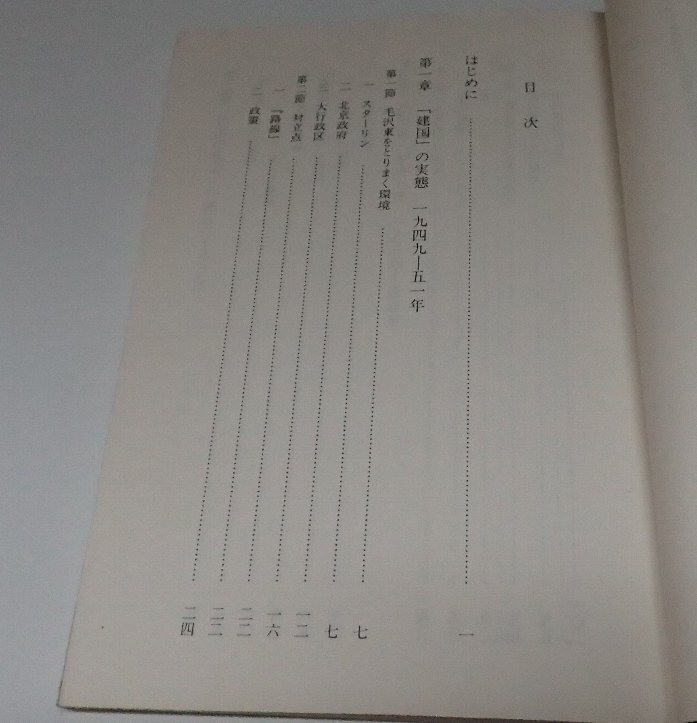 目次
はじめに……………一
第一章 「建国」の実態 一九四九―五一年
第一節 毛沢東をとりまく環境……………七
一 スターリン……………七
二 北京政府……………一二
三 大行政区……………一六
第二節 対立点……………二二
一 「路線」……………二二
二 政策……………二四